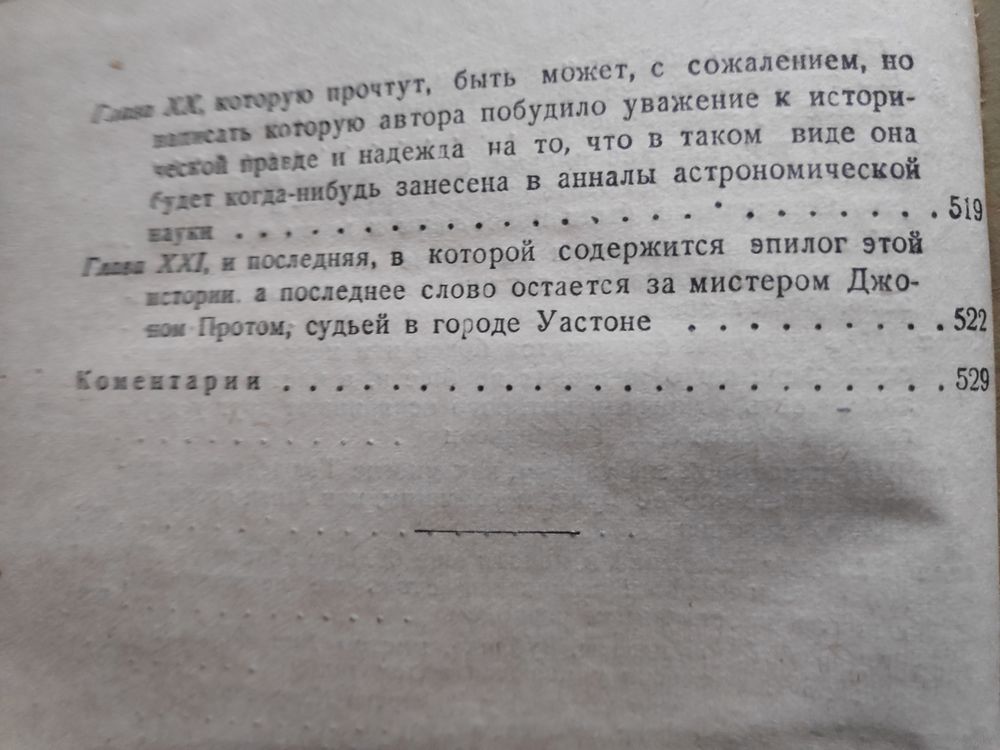 Глава XX, которую прочтут, быть может, с сожалением, но
написать которую автора побудило уважение к истори-
ческой правде и надежда на то, что в таком виде она
будет когда-нибудь занесена в анналы астрономической
науки . . . . . . . . . . . . . . . . . . . . . . . . . . . . 519
Глава XXI, и последняя, в которой содержится эпилог этой
истории, а последнее слово остается за мистером Джо-
ном Протом, судьей в городе Уастоне . . . . . . . . . . 522
Коментарии . . . . . . . . . . . . . . . . . . . . . . . . . . 529